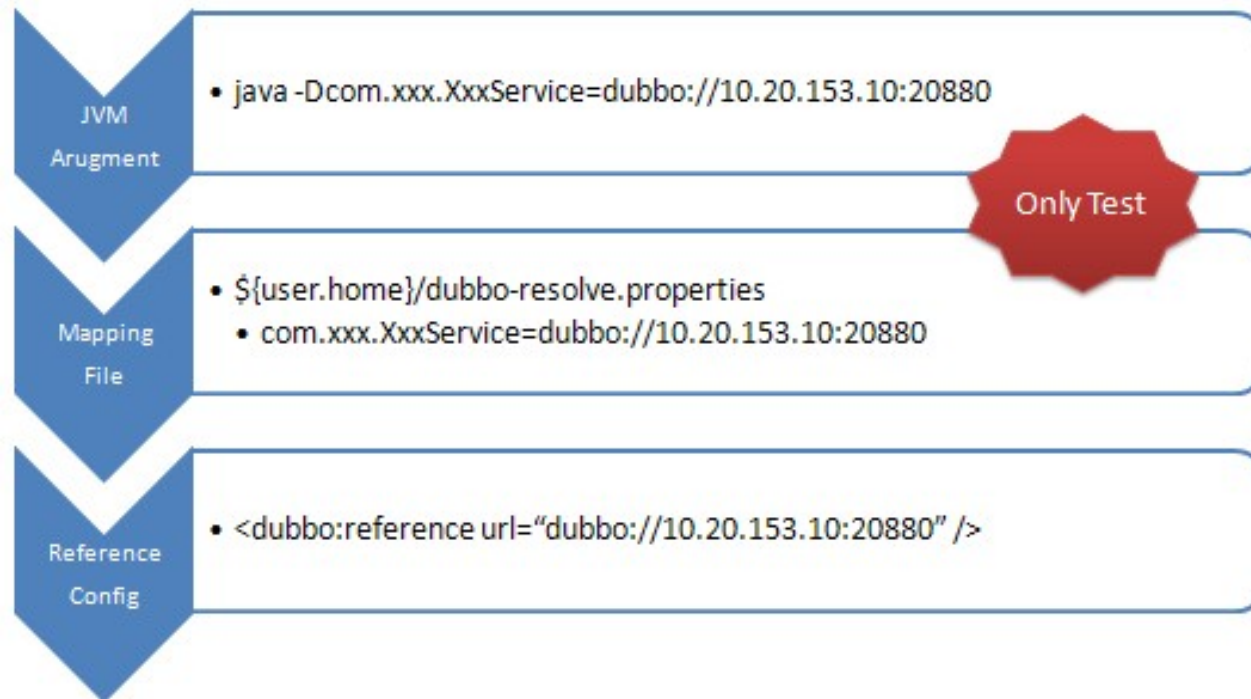 JVM
Arugment
• java -Dcom.xxx.XxxService=dubbo://10.20.153.10:20880
Only Test
Mapping
File
• ${user.home}/dubbo-resolve.properties
• com.xxx.XxxService=dubbo://10.20.153.10:20880
Reference
Config
• <dubbo:reference url=“dubbo://10.20.153.10:20880” />